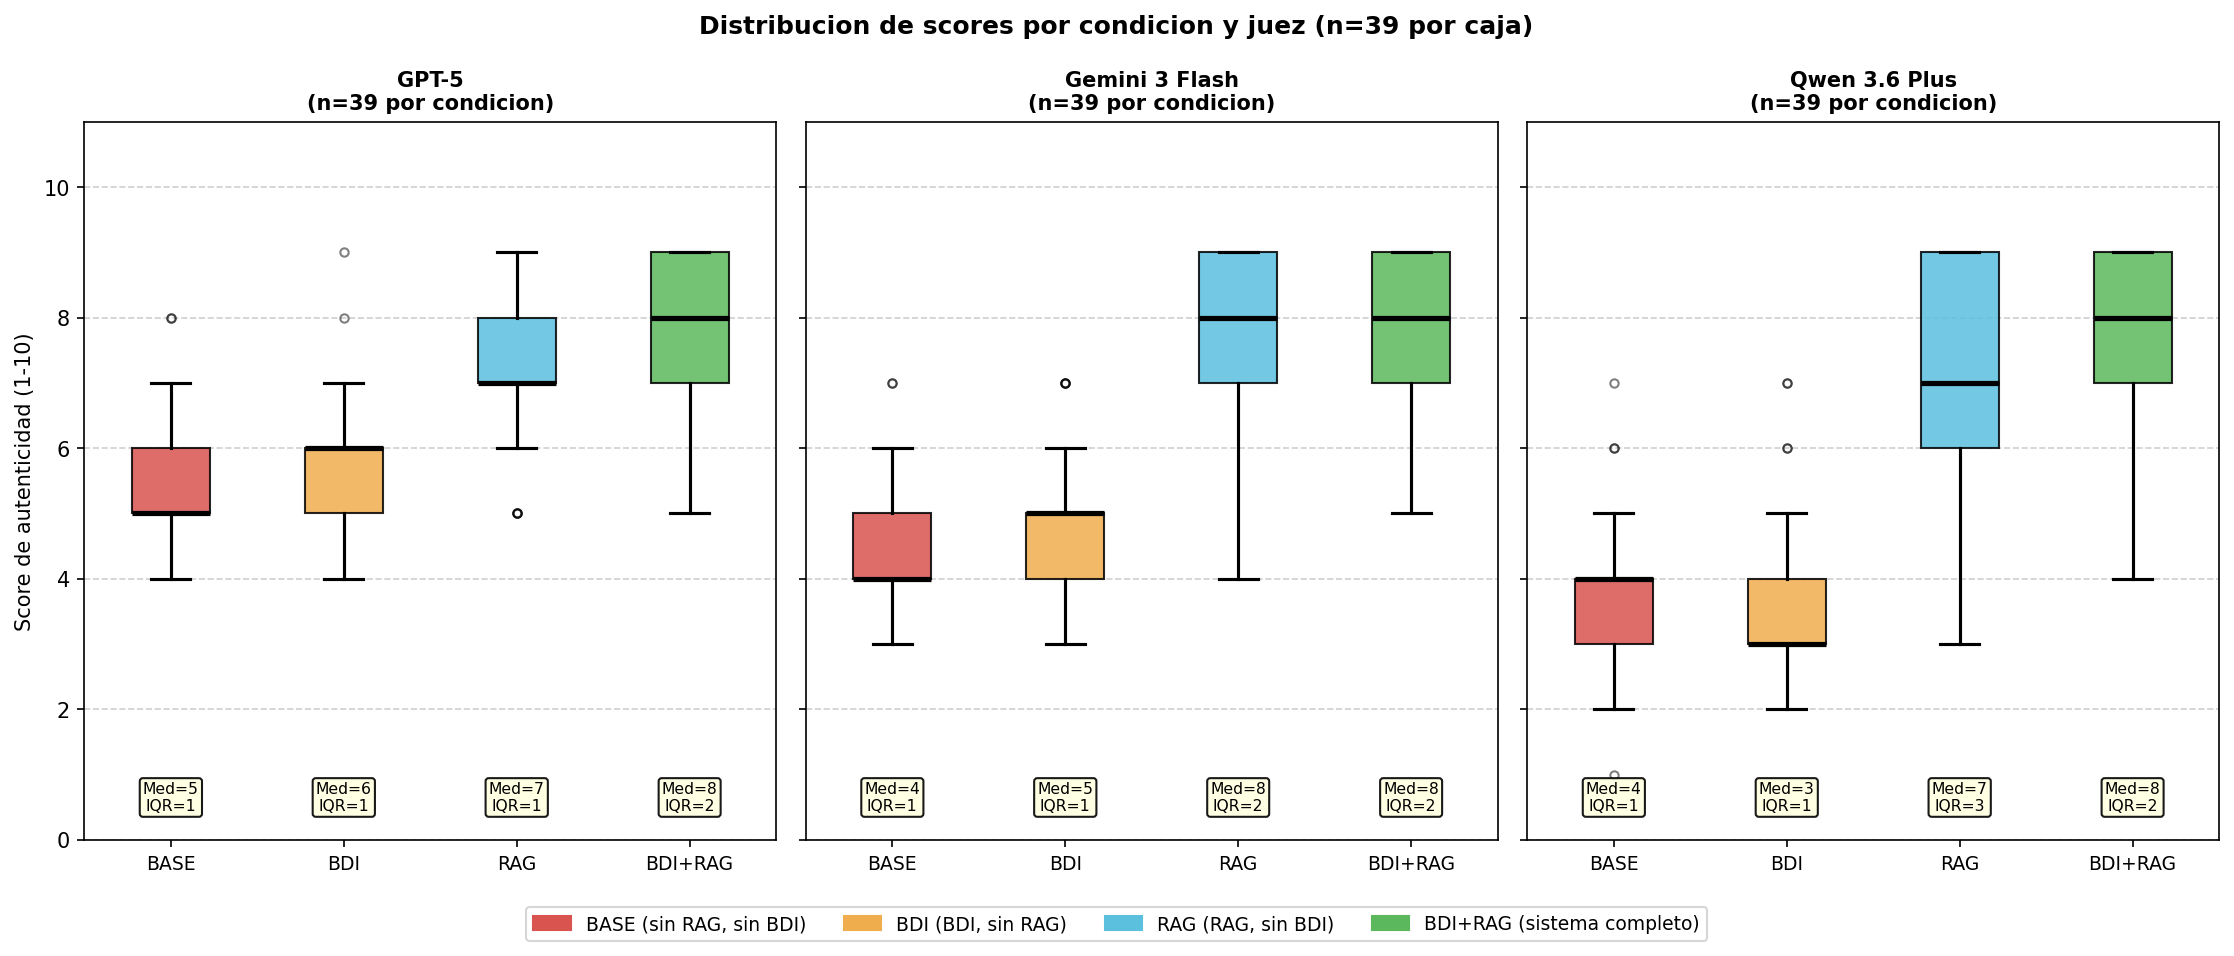 Distribucion de scores por condicion y juez (n=39 por caja)
GPT-5
(n=39 por condicion)
Gemini 3 Flash
(n=39 por condicion)
Qwen 3.6 Plus
(n=39 por condicion)
Score de autenticidad (1-10)
10
8
6
4
2
0
Med=5
IQR=1
Med=6
IQR=1
Med=7
IQR=1
Med=8
IQR=2
Med=4
IQR=1
Med=5
IQR=1
Med=8
IQR=2
Med=8
IQR=2
Med=4
IQR=1
Med=3
IQR=1
Med=7
IQR=3
Med=8
IQR=2
BASE BDI RAG BDI+RAG
BASE BDI RAG BDI+RAG
BASE BDI RAG BDI+RAG
BASE (sin RAG, sin BDI) BDI (BDI, sin RAG) RAG (RAG, sin BDI) BDI+RAG (sistema completo)